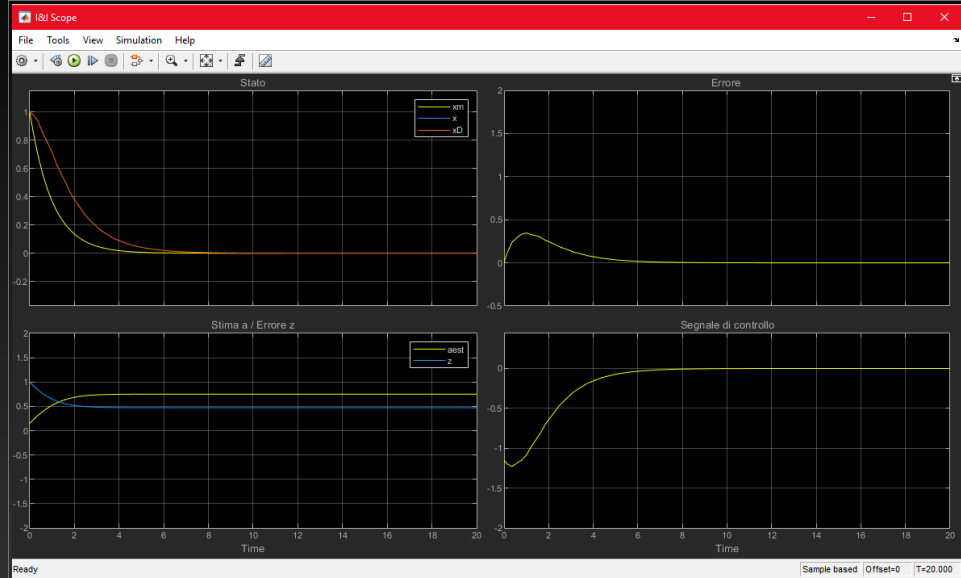 I&I Scope
File Tools View Simulation Help
Stato
1
0.8
0.6
0.4
0.2
0
-0.2
xm
x
xD
0 2 4 6 8 10 12 14 16 18 20
Errore
2
1.5
1
0.5
0
-0.5
0 2 4 6 8 10 12 14 16 18 20
Stima a / Errore z
2
1.5
1
0.5
0
-0.5
-1
-1.5
-2
aest
z
0 2 4 6 8 10 12 14 16 18 20
Time
Segnale di controllo
0
-0.5
-1
-1.5
-2
0 2 4 6 8 10 12 14 16 18 20
Time
Ready
Sample based Offset=0 T=20.000